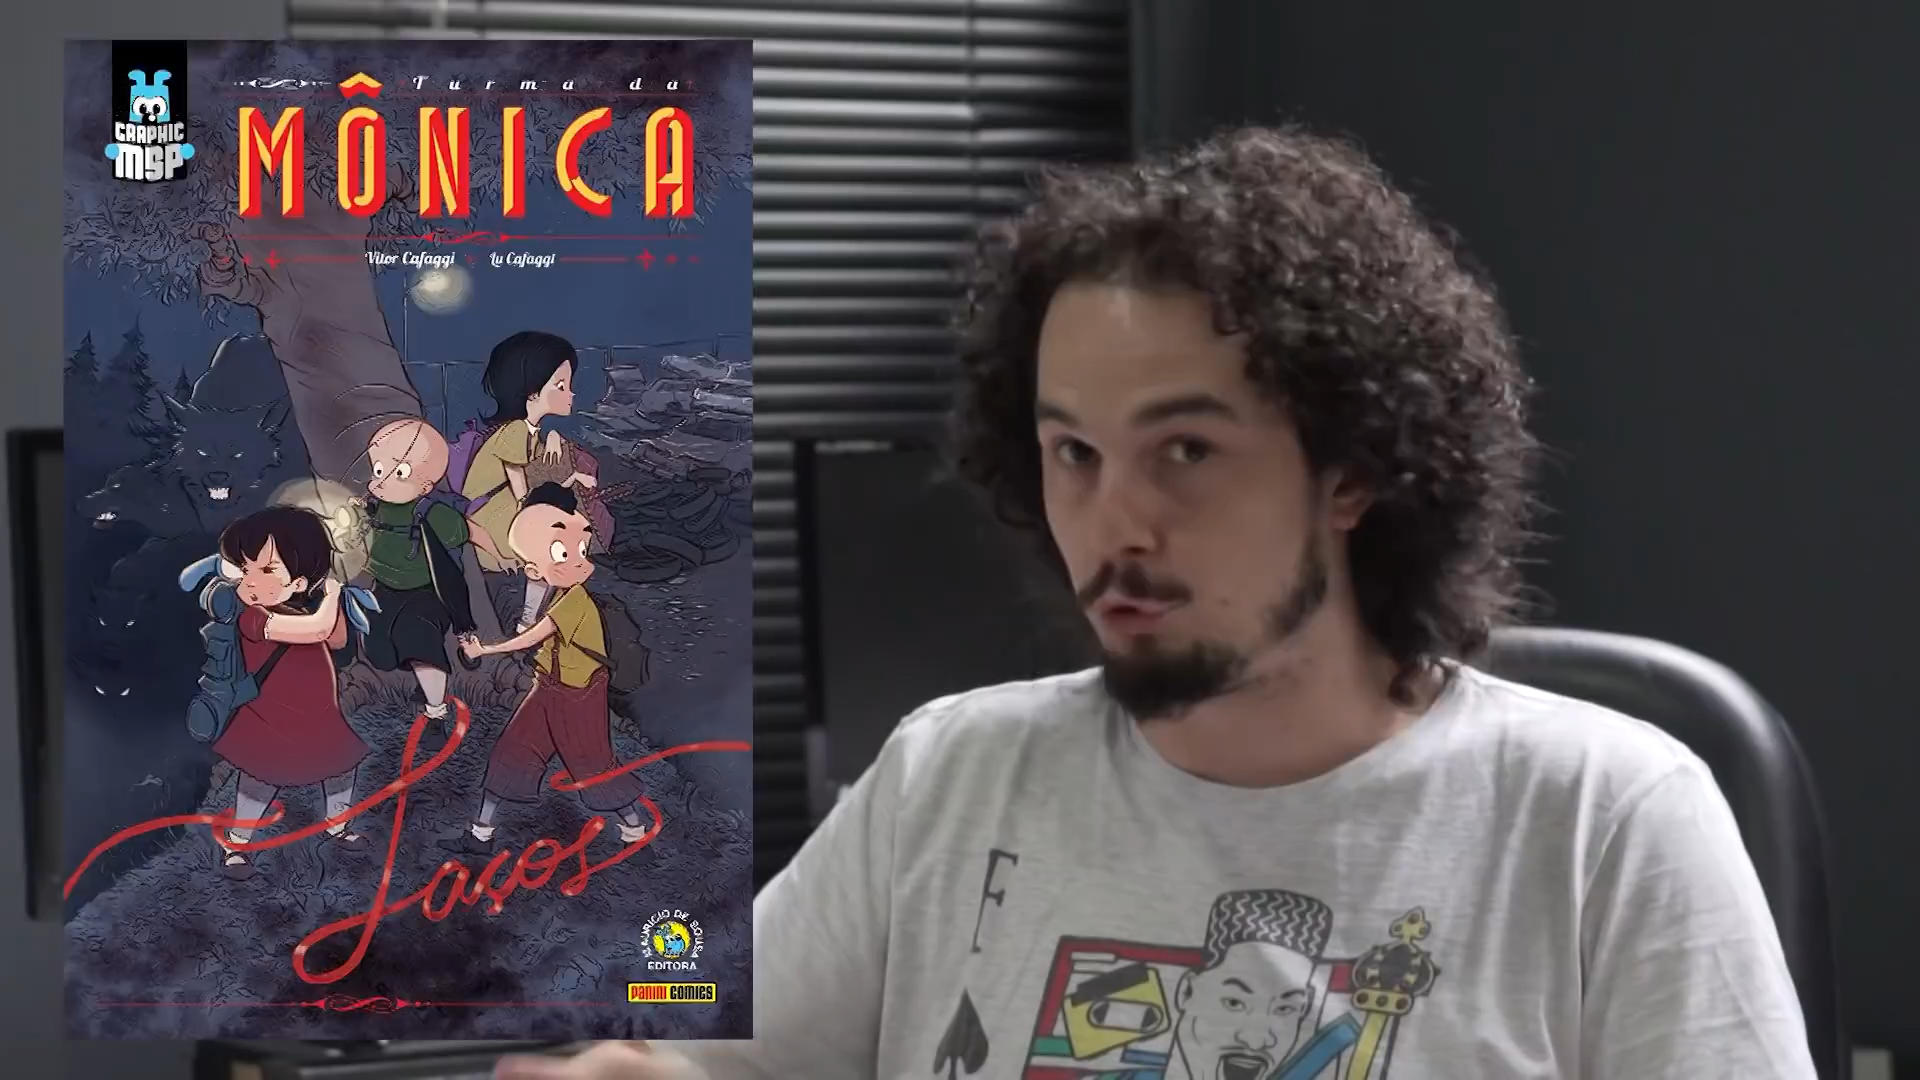 GRAPHIC
MSP
Turma da
MÔNICA
Vitor Cafaggi Lu Cafaggi
Laços
MAURICIO DE SOUSA
EDITORA
PANINI COMICS
F